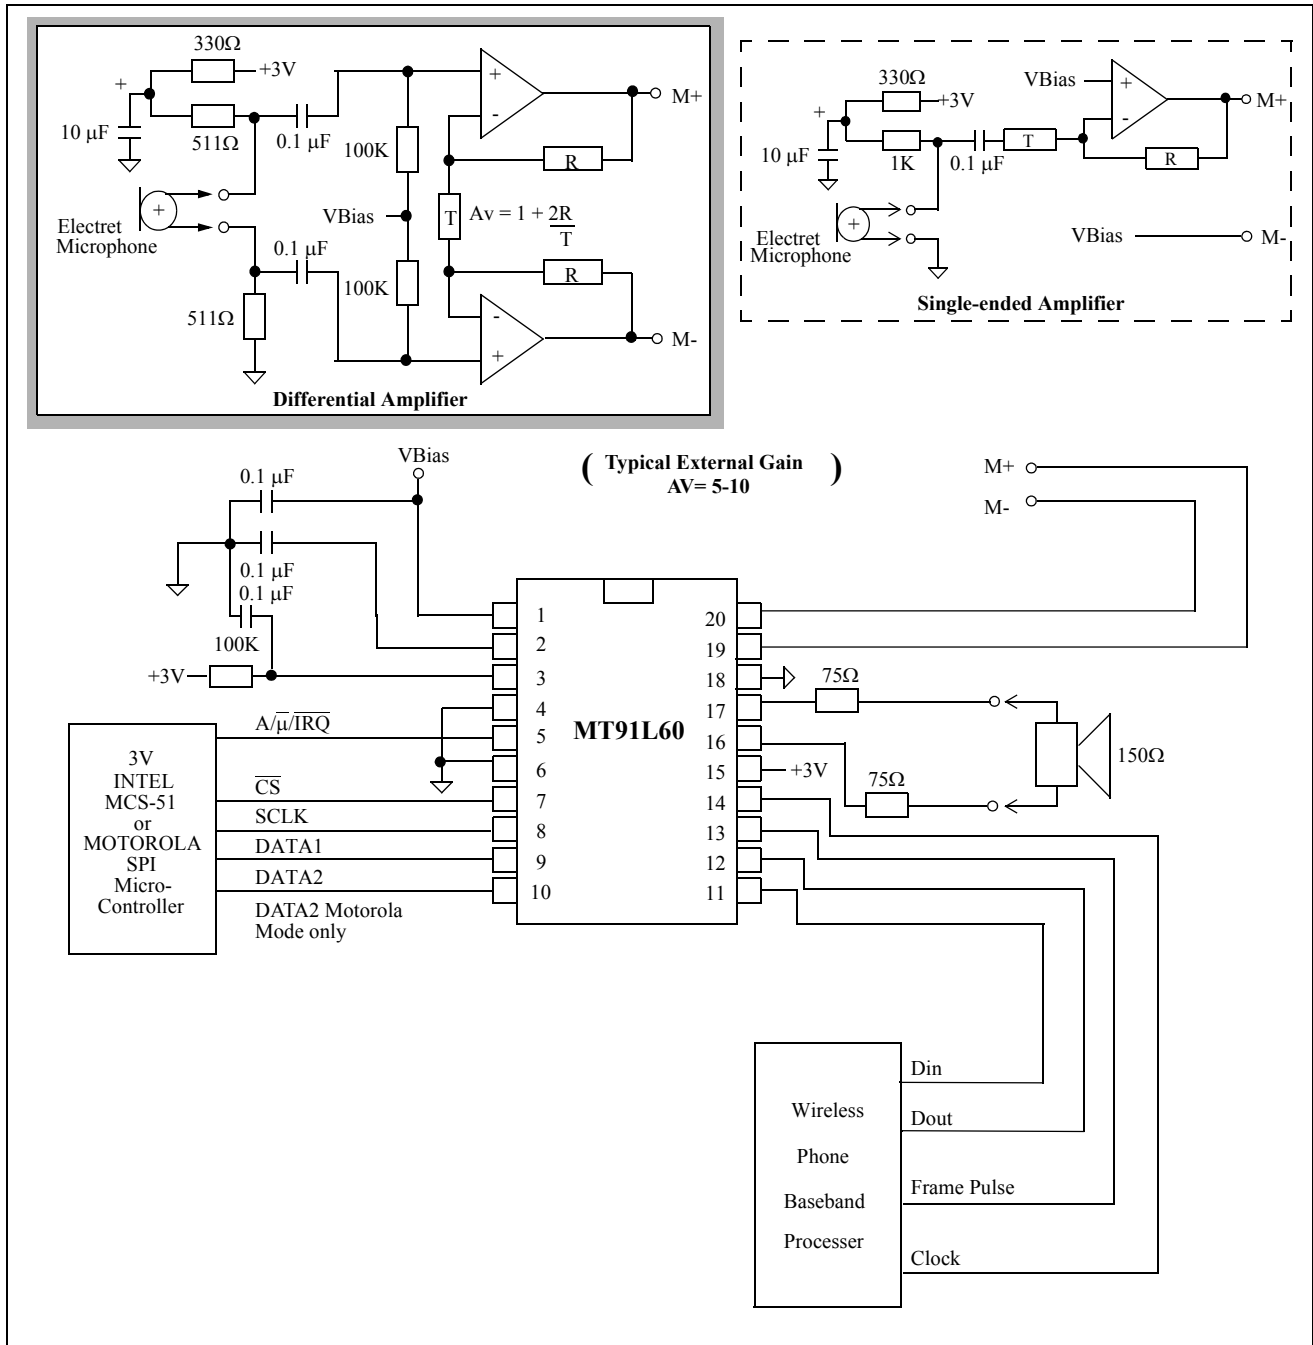 330Ω
+3V
+
10 µF
511Ω
0.1 µF
100K
+
-
M+
R
Electret
Microphone
+
VBias
T
Av = 1 + 2R
T
0.1 µF
100K
R
511Ω
-
+
M-
Differential Amplifier
330Ω
+3V
+
10 µF
1K
0.1 µF
T
VBias
+
-
M+
R
Electret
Microphone
+
VBias
M-
Single-ended Amplifier
VBias
( Typical External Gain )
AV= 5-10
M+
M-
0.1 µF
0.1 µF
0.1 µF
100K
+3V
1
2
3
4
5
6
7
8
9
10
MT91L60
20
19
18
17
16
15
14
13
12
11
75Ω
75Ω
150Ω
+3V
3V
INTEL
MCS-51
or
MOTOROLA
SPI
Micro-
Controller
A/μ̅/I̅R̅Q̅
C̅S̅
SCLK
DATA1
DATA2
DATA2 Motorola
Mode only
Wireless
Phone
Baseband
Processer
Din
Dout
Frame Pulse
Clock